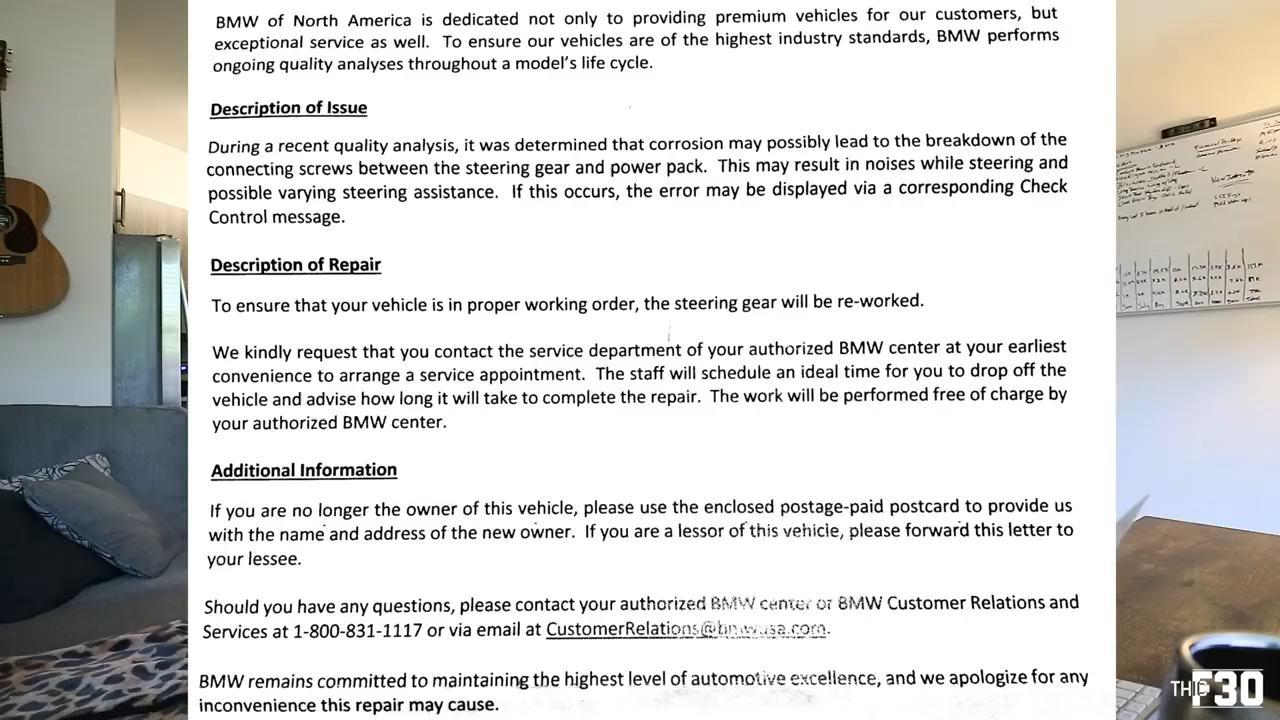 BMW of North America is dedicated not only to providing premium vehicles for our customers, but
exceptional service as well. To ensure our vehicles are of the highest industry standards, BMW performs
ongoing quality analyses throughout a model's life cycle.
Description of Issue
During a recent quality analysis, it was determined that corrosion may possibly lead to the breakdown of the
connecting screws between the steering gear and power pack. This may result in noises while steering and
possible varying steering assistance. If this occurs, the error may be displayed via a corresponding Check
Control message.
Description of Repair
To ensure that your vehicle is in proper working order, the steering gear will be re-worked.
We kindly request that you contact the service department of your authorized BMW center at your earliest
convenience to arrange a service appointment. The staff will schedule an ideal time for you to drop off the
vehicle and advise how long it will take to complete the repair. The work will be performed free of charge by
your authorized BMW center.
Additional Information
If you are no longer the owner of this vehicle, please use the enclosed postage-paid postcard to provide us
with the name and address of the new owner. If you are a lessor of this vehicle, please forward this letter to
your lessee.
Should you have any questions, please contact your authorized BMW center or BMW Customer Relations and
Services at 1-800-831-1117 or via email at CustomerRelations@bmwusa.com.
BMW remains committed to maintaining the highest level of automotive excellence, and we apologize for any
inconvenience this repair may cause.
F30